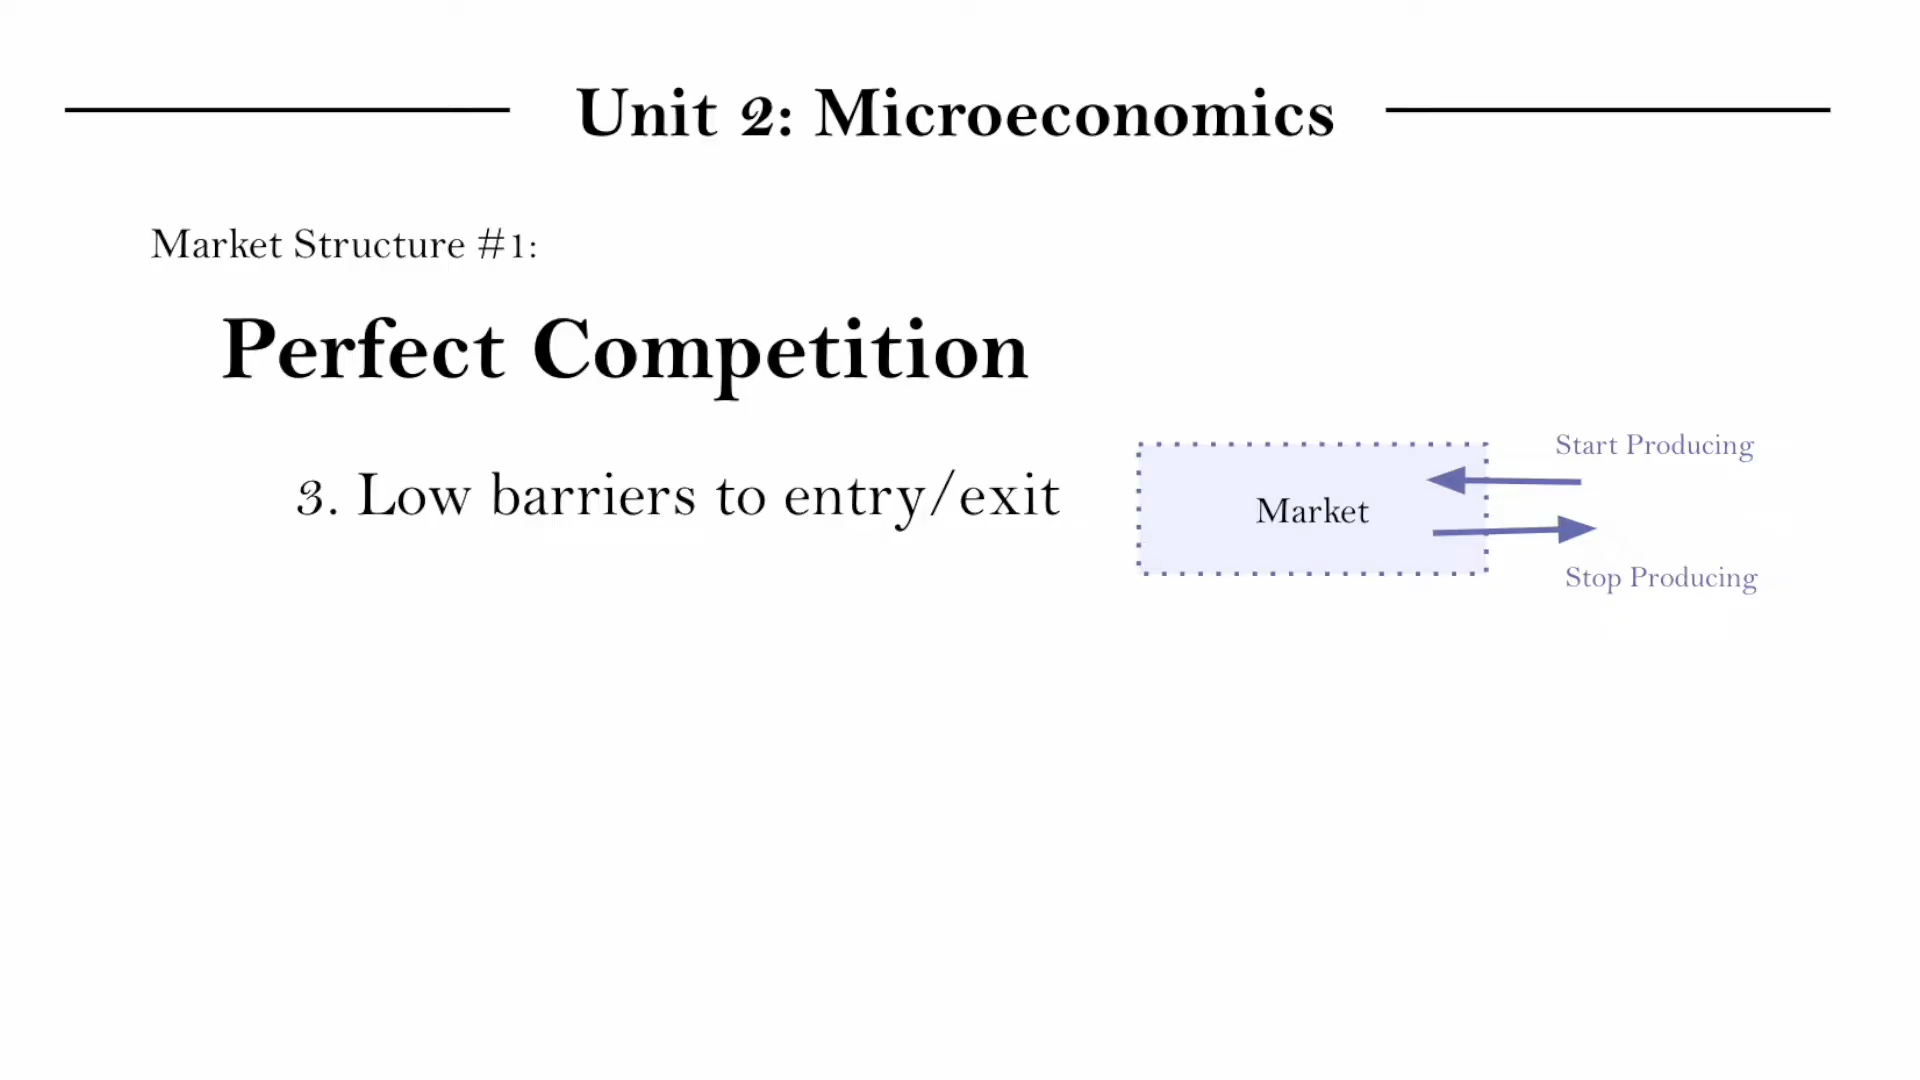 Unit 2: Microeconomics
Market Structure #1:
Perfect Competition
3. Low barriers to entry/exit
Market
Start Producing
Stop Producing